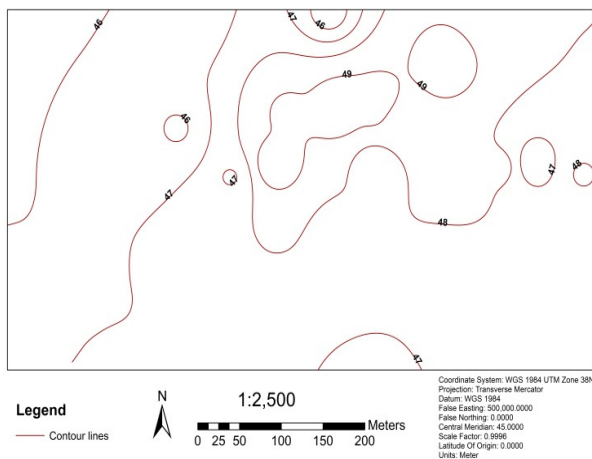 46
47
47
46
49
49
46
47
47
47
48
48
47
Legend
Contour lines
N
1:2,500
Meters
0 25 50 100 150 200
Coordinate System: WGS 1984 UTM Zone 38N
Projection: Transverse Mercator
Datum: WGS 1984
False Easting: 500,000.0000
False Northing: 0.0000
Central Meridian: 45.0000
Scale Factor: 0.9996
Latitude Of Origin: 0.0000
Units: Meter